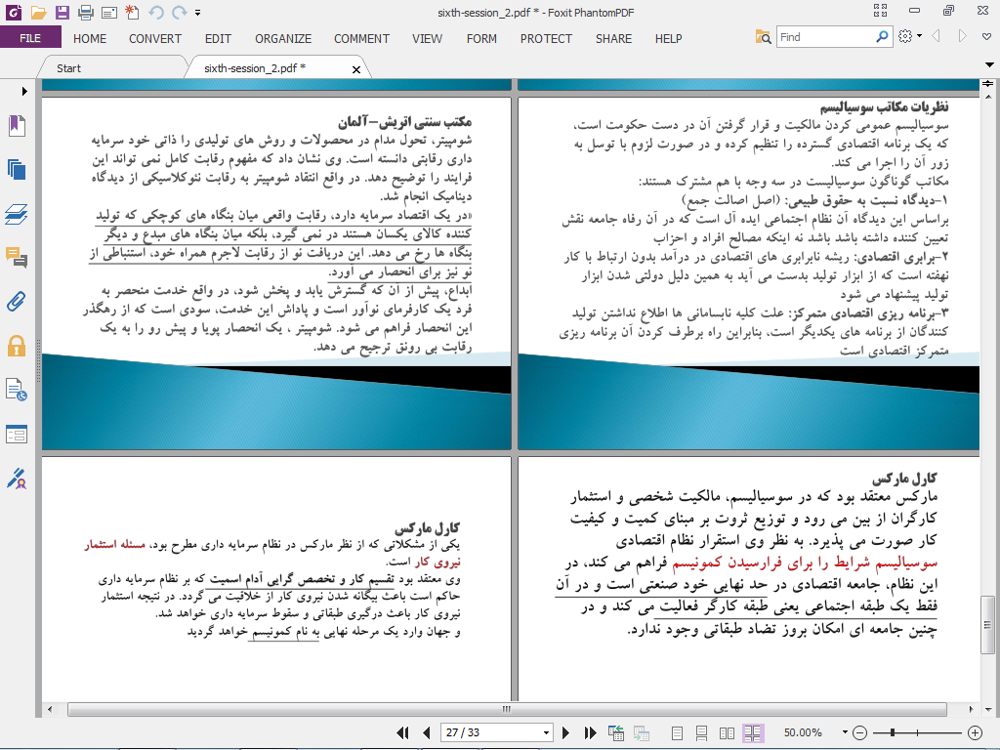 sixth-session_2.pdf * - Foxit PhantomPDF
FILE HOME CONVERT EDIT ORGANIZE COMMENT VIEW FORM PROTECT SHARE HELP
Find
Start
sixth-session_2.pdf *
مکتب سنتی اتریش-آلمان
شومپیتر، تحول مدام در محصولات و روش های تولیدی را ذاتی خود سرمایه
داری رقابتی دانسته است. وی نشان داد که مفهوم رقابت کامل نمی تواند این
فرایند را توضیح دهد. در واقع انتقاد شومپیتر به رقابت نئوکلاسیکی از دیدگاه
دینامیک انجام شد.
«در یک اقتصاد سرمایه دارد، رقابت واقعی میان بنگاه های کوچکی که تولید
کننده کالای یکسان هستند در نمی گیرد، بلکه میان بنگاه های مبدع و دیگر
بنگاه ها رخ می دهد. این دریافت نو از رقابت لاجرم همراه خود، استنباطی از
نو نیز برای انحصار می آورد.
ابداع، پیش از آن که گسترش یابد و پخش شود، در واقع خدمت منحصر به
فرد یک کارفرمای نوآور است و پاداش این خدمت، سودی است که از رهگذر
این انحصار فراهم می شود. شومپیتر ، یک انحصار پویا و پیش رو را به یک
رقابت بی رونق ترجیح می دهد.
نظریات مکاتب سوسیالیسم
سوسیالیسم عمومی کردن مالکیت و قرار گرفتن آن در دست حکومت است،
که یک برنامه اقتصادی گسترده را تنظیم کرده و در صورت لزوم با توسل به
زور آن را اجرا می کند.
مکاتب گوناگون سوسیالیست در سه وجه با هم مشترک هستند:
۱-دیدگاه نسبت به حقوق طبیعی: (اصل اصالت جمع)
براساس این دیدگاه آن نظام اجتماعی ایده آل است که در آن رفاه جامعه نقش
تعیین کننده داشته باشد باشد نه اینکه مصالح افراد و احزاب
۲-برابری اقتصادی: ریشه نابرابری های اقتصادی در درآمد بدون ارتباط با کار
نهفته است که از ابزار تولید بدست می آید به همین دلیل دولتی شدن ابزار
تولید پیشنهاد می شود
۳-برنامه ریزی اقتصادی متمرکز: علت کلیه نابسامانی ها اطلاع نداشتن تولید
کنندگان از برنامه های یکدیگر است، بنابراین راه برطرف کردن آن برنامه ریزی
متمرکز اقتصادی است
کارل مارکس
یکی از مشکلاتی که از نظر مارکس در نظام سرمایه داری مطرح بود، مسئله استثمار
نیروی کار است.
وی معتقد بود تقسیم کار و تخصص گرایی آدام اسمیت که بر نظام سرمایه داری
حاکم است باعث بیگانه شدن نیروی کار از خلاقیت می گردد. در نتیجه استثمار
نیروی کار باعث درگیری طبقاتی و سقوط سرمایه داری خواهد شد.
و جهان وارد یک مرحله نهایی به نام کمونیسم خواهد گردید
کارل مارکس
مارکس معتقد بود که در سوسیالیسم، مالکیت شخصی و استثمار
کارگران از بین می رود و توزیع ثروت بر مبنای کمیت و کیفیت
کار صورت می پذیرد. به نظر وی استقرار نظام اقتصادی
سوسیالیسم شرایط را برای فرارسیدن کمونیسم فراهم می کند، در
این نظام، جامعه اقتصادی در حد نهایی خود صنعتی است و در آن
فقط یک طبقه اجتماعی یعنی طبقه کارگر فعالیت می کند و در
چنین جامعه ای امکان بروز تضاد طبقاتی وجود ندارد.
27 / 33
50.00%